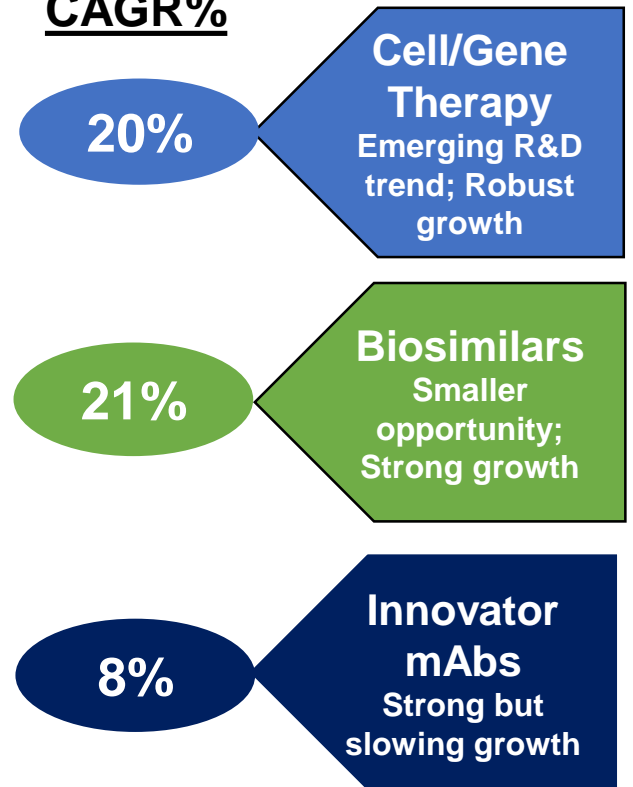 CAGR%
20%
Cell/Gene
Therapy
Emerging R&D
trend; Robust
growth
21%
Biosimilars
Smaller
opportunity;
Strong growth
8%
Innovator
mAbs
Strong but
slowing growth